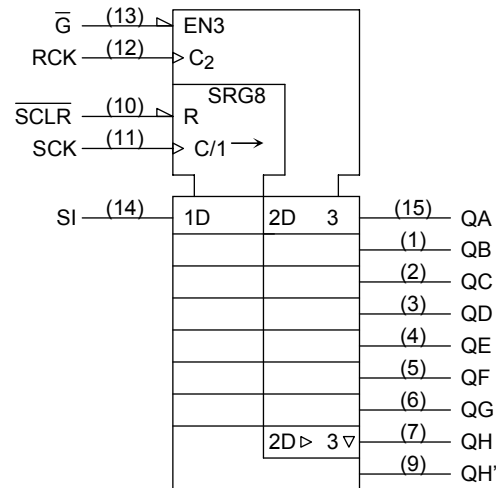 G (13) EN3
RCK (12) C2
SRG8
SCLR (10) R
SCK (11) C/1
SI (14) 1D 2D 3 (15) QA
(1) QB
(2) QC
(3) QD
(4) QE
(5) QF
(6) QG
2D 3 (7) QH
(9) QH'